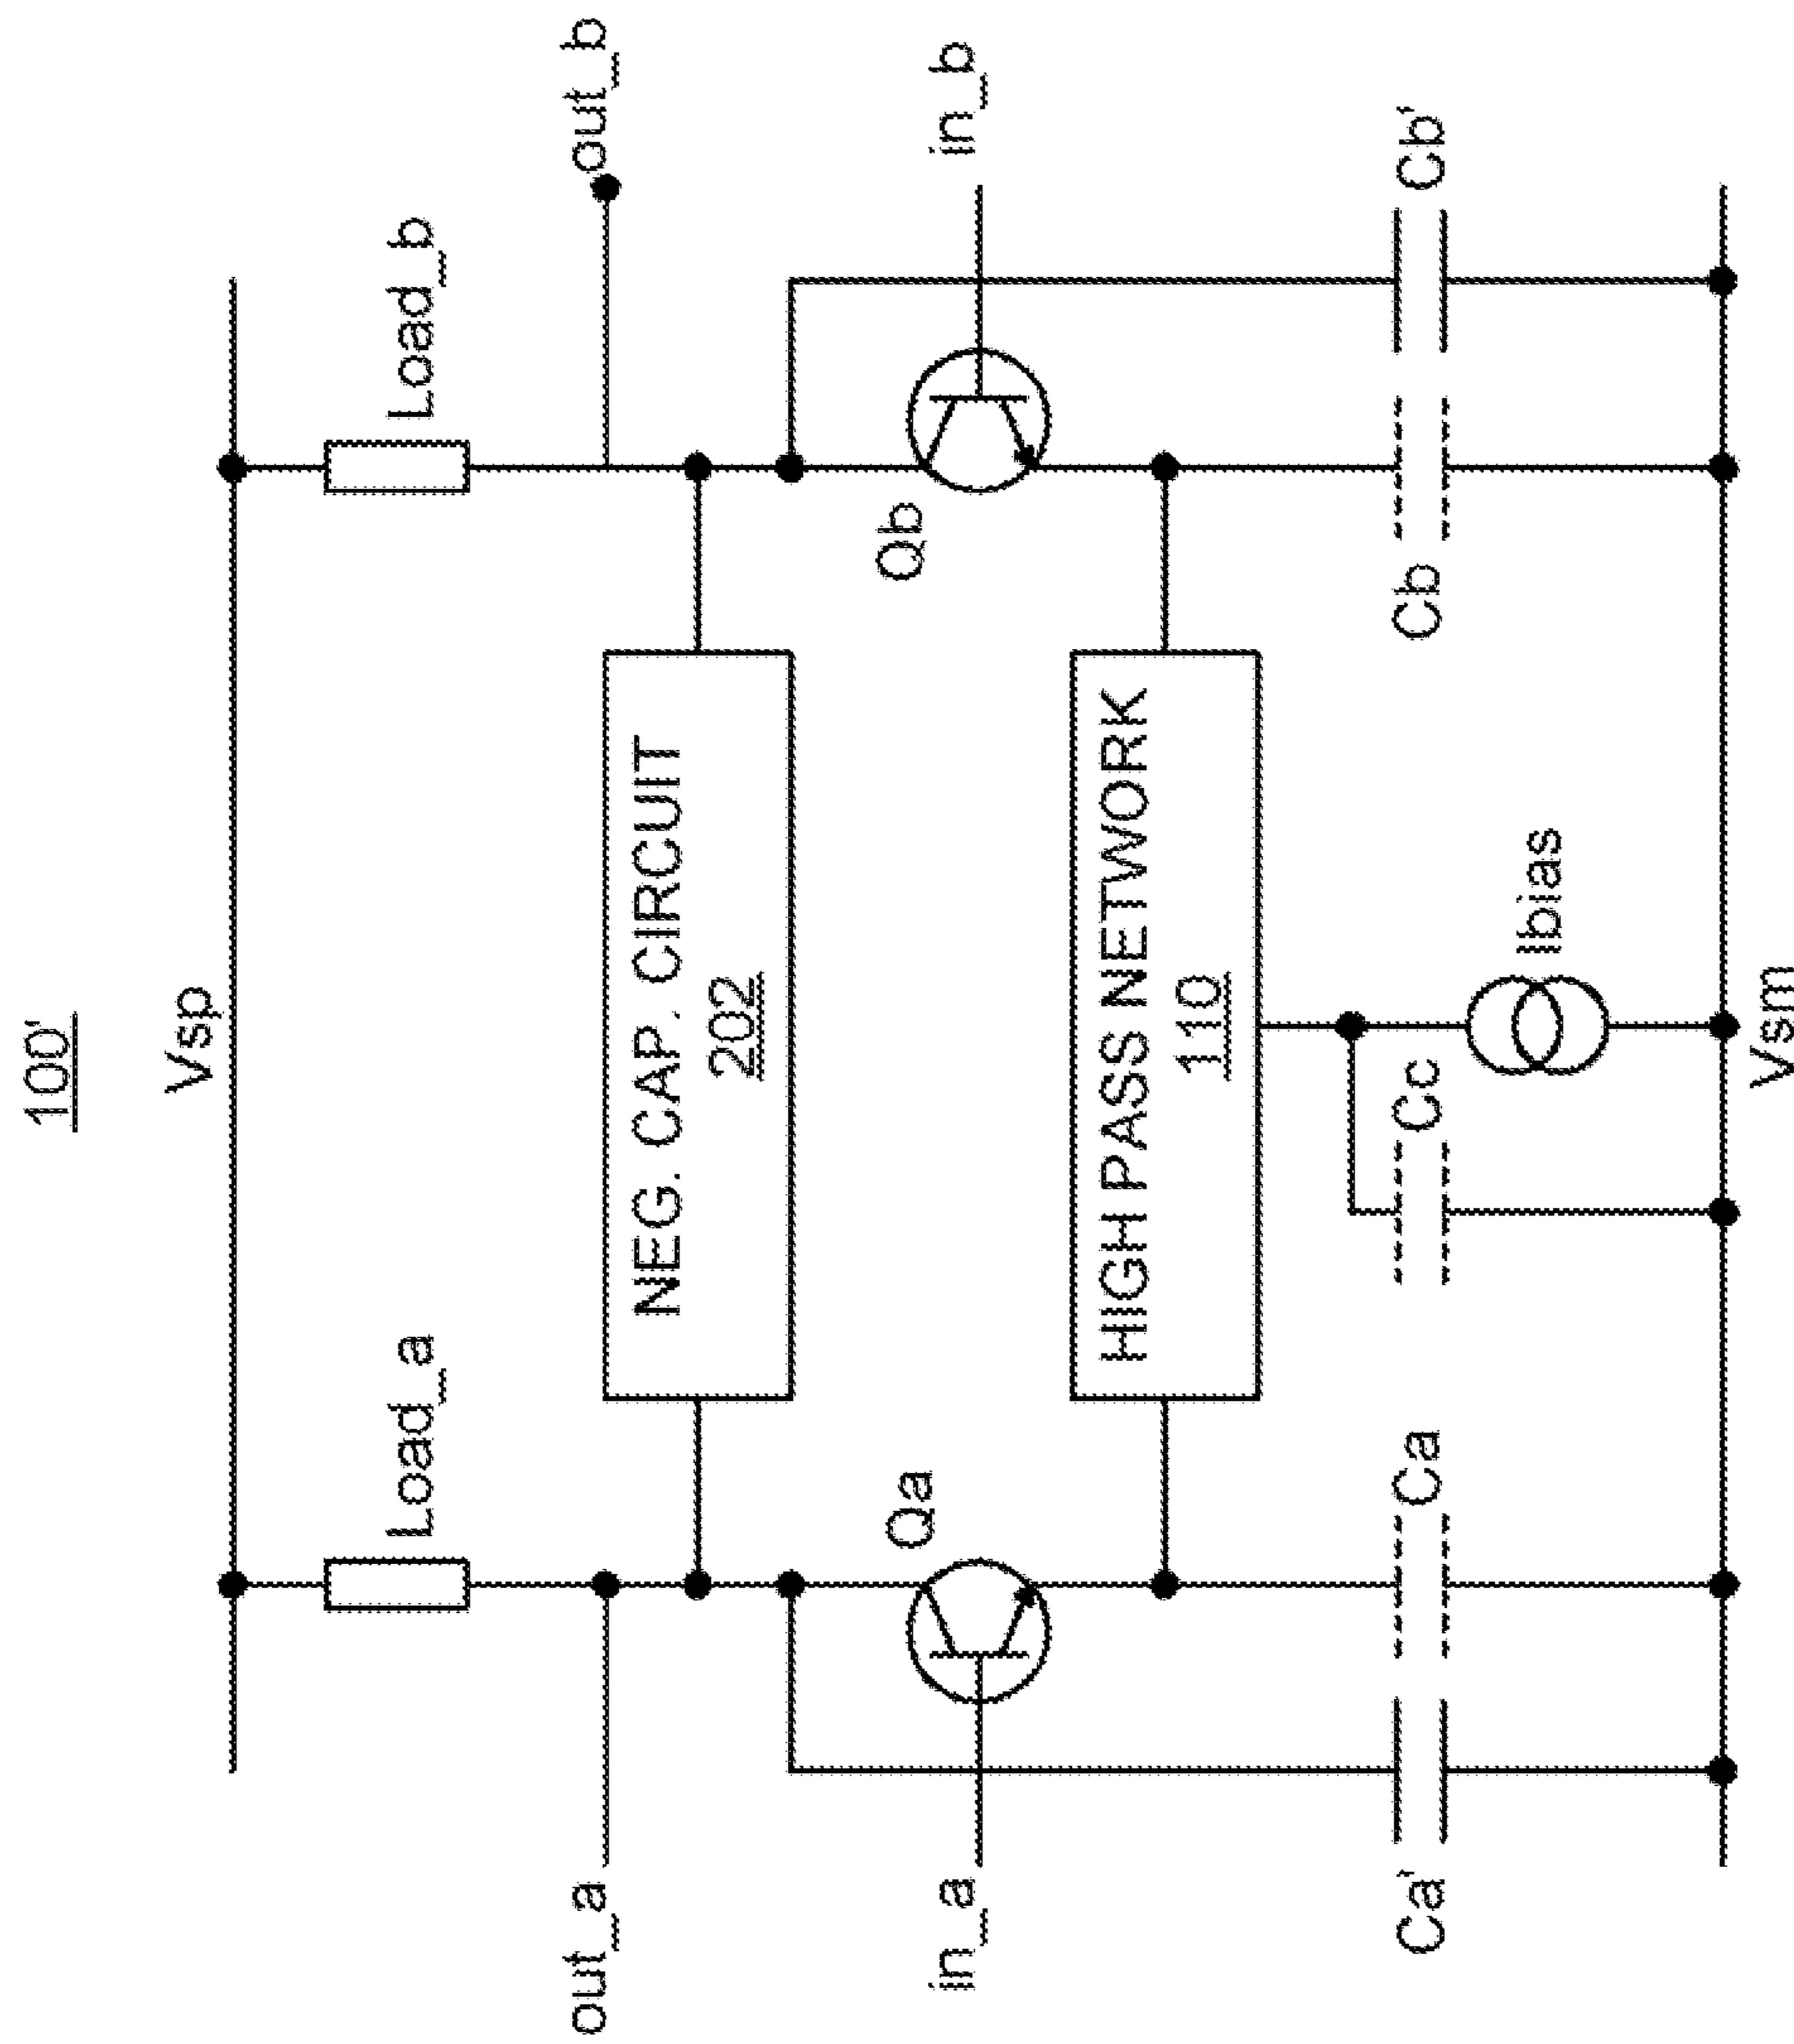 100'
Vsp
Load_a
Load_b
out_a
out_b
NEG. CAP. CIRCUIT
202
Qa
Qb
in_a
in_b
HIGH PASS NETWORK
110
Ca'
Ca
Cc
Ibias
Cb
Cb'
Vsm